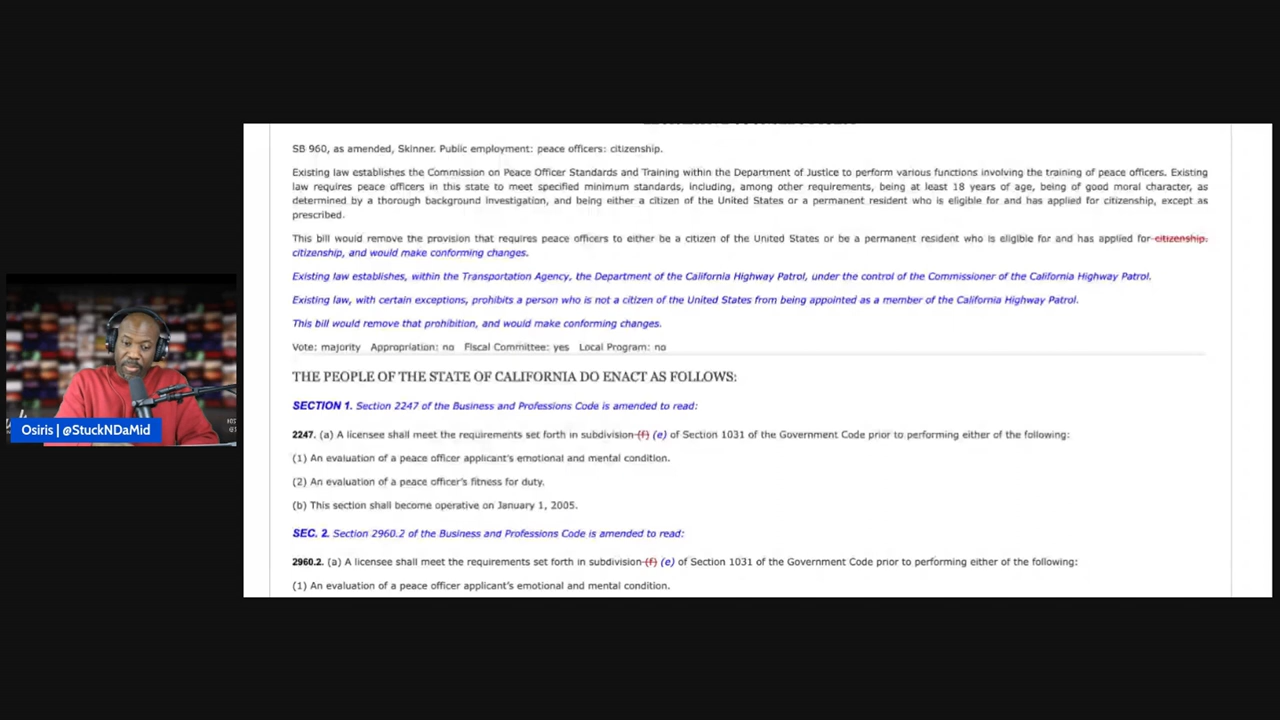 SB 960, as amended, Skinner. Public employment: peace officers: citizenship.
Existing law establishes the Commission on Peace Officer Standards and Training within the Department of Justice to perform various functions involving the training of peace officers. Existing
law requires peace officers in this state to meet specified minimum standards, including, among other requirements, being at least 18 years of age, being of good moral character, as
determined by a thorough background investigation, and being either a citizen of the United States or a permanent resident who is eligible for and has applied for citizenship, except as
prescribed.
This bill would remove the provision that requires peace officers to either be a citizen of the United States or be a permanent resident who is eligible for and has applied for citizenship.
citizenship, and would make conforming changes.
Existing law establishes, within the Transportation Agency, the Department of the California Highway Patrol, under the control of the Commissioner of the California Highway Patrol.
Existing law, with certain exceptions, prohibits a person who is not a citizen of the United States from being appointed as a member of the California Highway Patrol.
This bill would remove that prohibition, and would make conforming changes.
Vote: majority Appropriation: no Fiscal Committee: yes Local Program: no
THE PEOPLE OF THE STATE OF CALIFORNIA DO ENACT AS FOLLOWS:
SECTION 1. Section 2247 of the Business and Professions Code is amended to read:
2247. (a) A licensee shall meet the requirements set forth in subdivision (f) (e) of Section 1031 of the Government Code prior to performing either of the following:
(1) An evaluation of a peace officer applicant's emotional and mental condition.
(2) An evaluation of a peace officer's fitness for duty.
(b) This section shall become operative on January 1, 2005.
SEC. 2. Section 2960.2 of the Business and Professions Code is amended to read:
2960.2. (a) A licensee shall meet the requirements set forth in subdivision (f) (e) of Section 1031 of the Government Code prior to performing either of the following:
(1) An evaluation of a peace officer applicant's emotional and mental condition.
Osiris | @StuckNDaMid